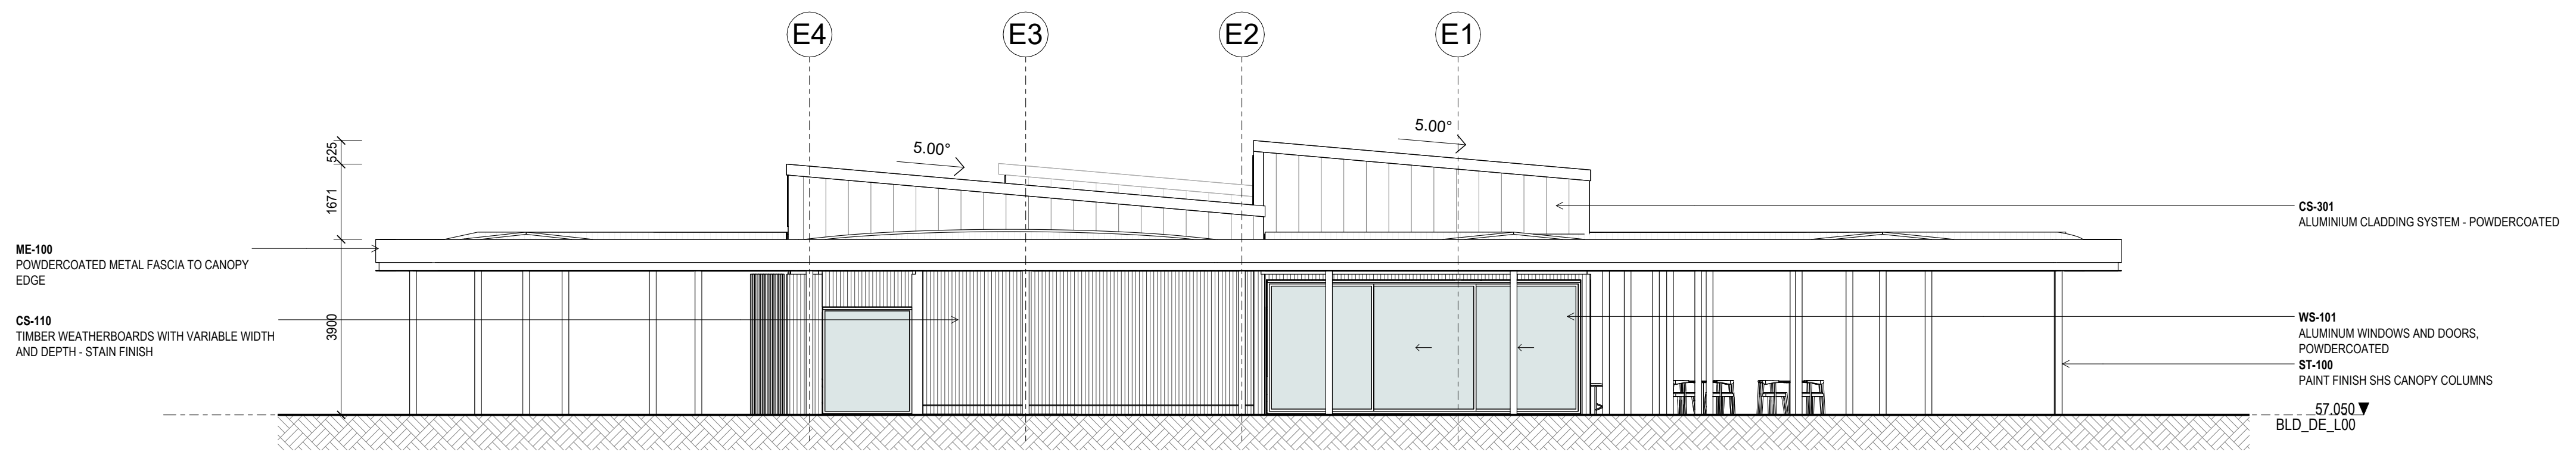 E4
E3
E2
E1
5.00°
5.00°
525
1671
3900
ME-100
POWDERCOATED METAL FASCIA TO CANOPY
EDGE
CS-110
TIMBER WEATHERBOARDS WITH VARIABLE WIDTH
AND DEPTH - STAIN FINISH
CS-301
ALUMINIUM CLADDING SYSTEM - POWDERCOATED
WS-101
ALUMINUM WINDOWS AND DOORS,
POWDERCOATED
ST-100
PAINT FINISH SHS CANOPY COLUMNS
57.050
BLD_DE_L00